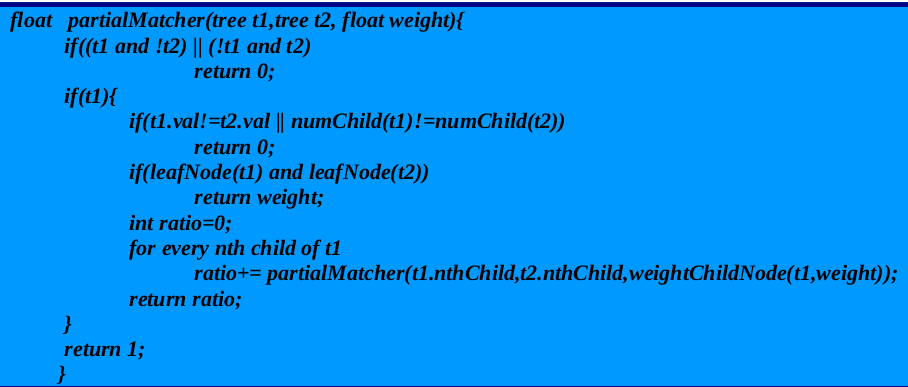 float   partialMatcher(tree t1,tree t2, float weight){
if((t1 and !t2) || (!t1 and t2)
return 0;
if(t1){
if(t1.val!=t2.val || numChild(t1)!=numChild(t2))
return 0;
if(leafNode(t1) and leafNode(t2))
return weight;
int ratio=0;
for every nth child of t1
ratio+= partialMatcher(t1.nthChild,t2.nthChild,weightChildNode(t1,weight));
return ratio;
}
return 1;
}